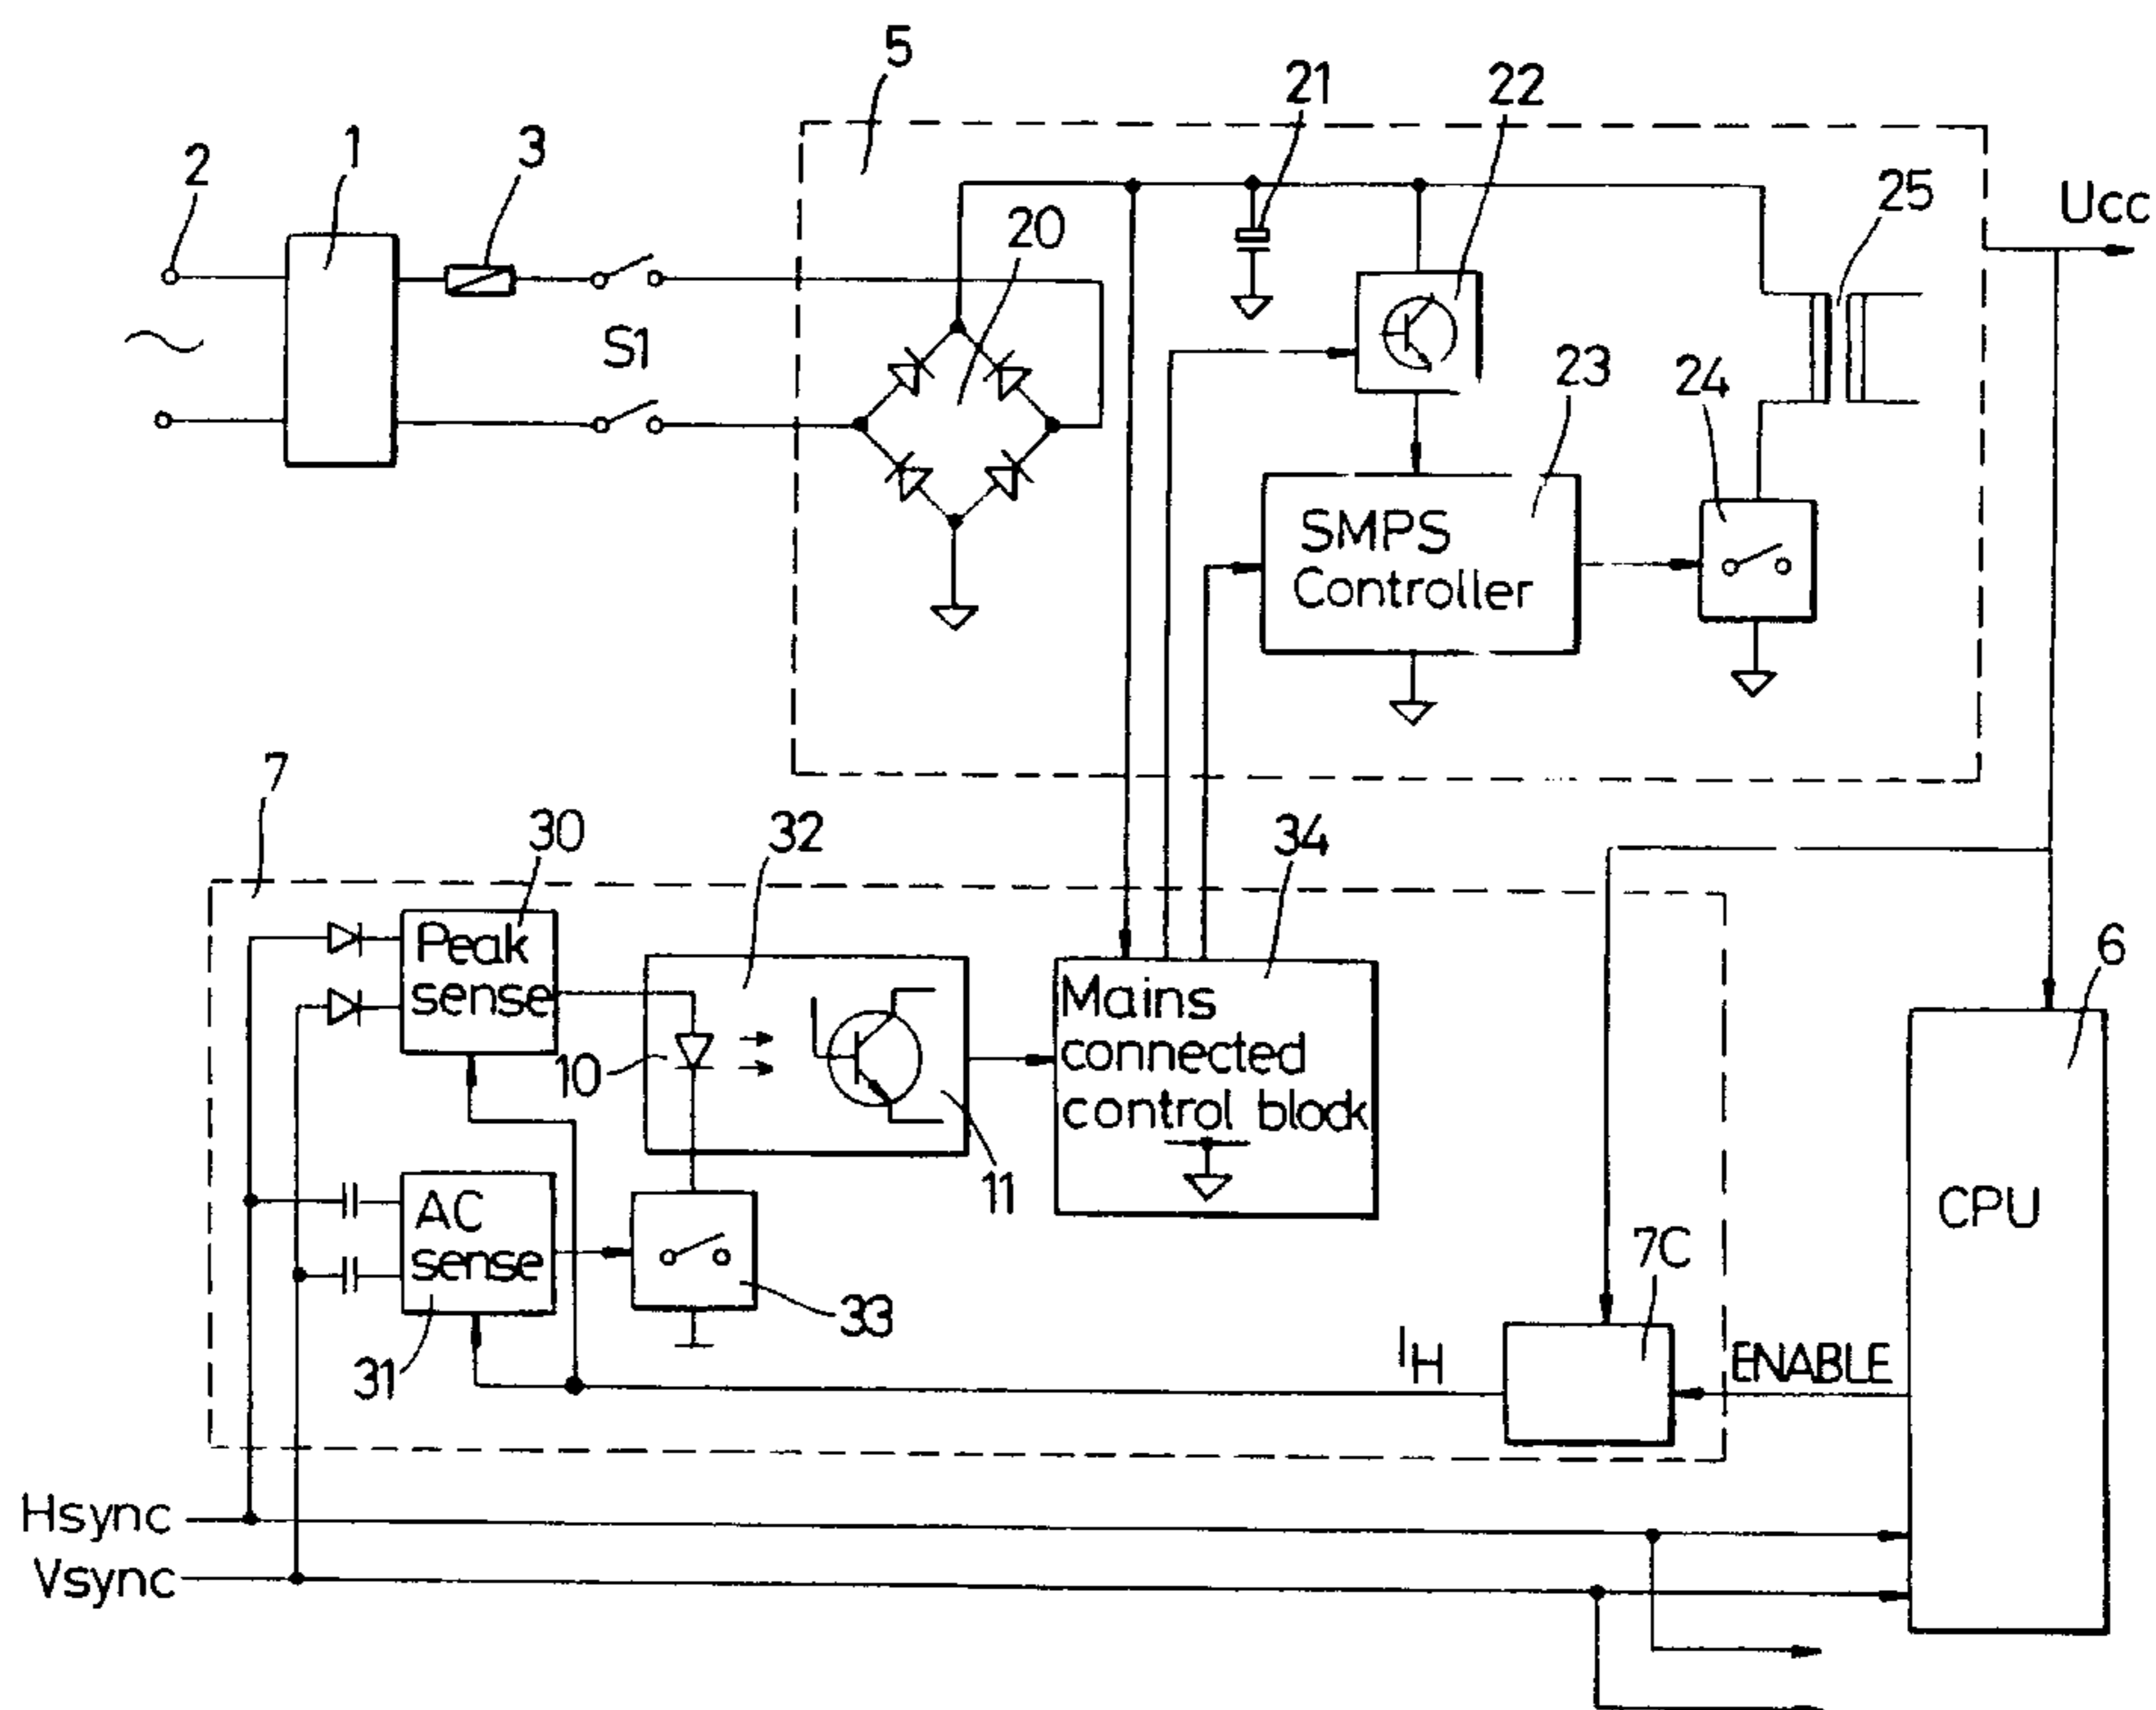 5
21
22
2
1
3
25
Ucc
20
S1
23
24
SMPS
Controller
7
30
32
34
6
Peak
sense
Mains
connected
control block
10
11
AC
sense
CPU
7C
33
31
IH
ENABLE
Hsync
Vsync